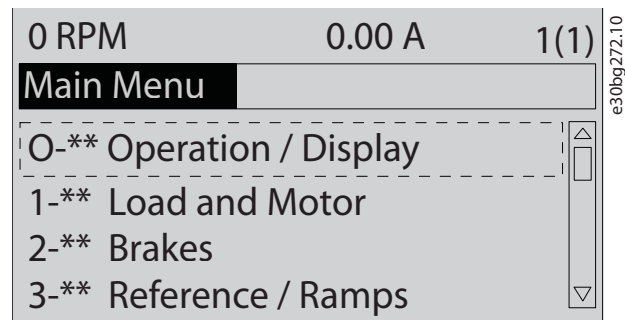 0 RPM 0.00 A 1(1)
Main Menu
O-** Operation / Display
1-** Load and Motor
2-** Brakes
3-** Reference / Ramps
e30bg272.10